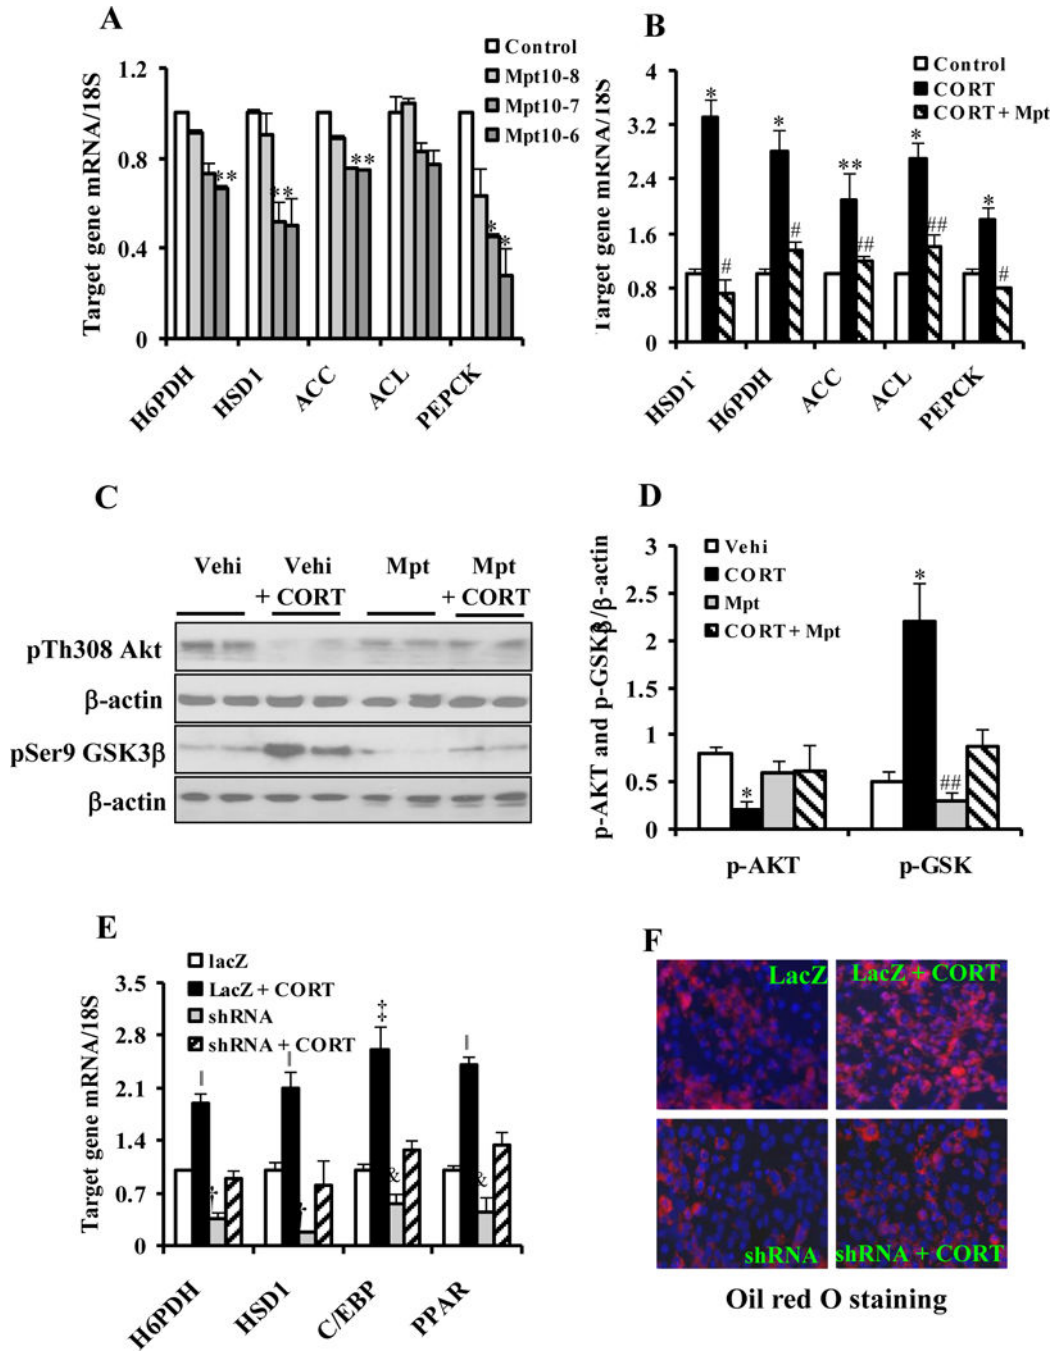 A
Control
Mpt10-8
Mpt10-7
Mpt10-6
Target gene mRNA/18S
1.2
0.8
0.4
0
**
**
**
*
*
H6PDH
HSD1
ACC
ACL
PEPCK
B
Control
CORT
CORT + Mpt
Target gene mRNA/18S
4
3.2
2.4
1.6
0.8
0
*
#
*
#
**
##
*
##
*
#
HSD1
H6PDH
ACC
ACL
PEPCK
C
Vehi
Vehi + CORT
Mpt
Mpt + CORT
pTh308 Akt
β-actin
pSer9 GSK3β
β-actin
D
Vehi
CORT
Mpt
CORT + Mpt
p-AKT and p-GSKβ/β-actin
3
2.5
2
1.5
1
0.5
0
*
*
##
p-AKT
p-GSK
E
lacZ
LacZ + CORT
shRNA
shRNA + CORT
Target gene mRNA/18S
3.5
2.8
2.1
1.4
0.7
0
|
†
|
‡
&
|
&
H6PDH
HSD1
C/EBP
PPAR
F
LacZ
LacZ + CORT
shRNA
shRNA + CORT
Oil red O staining